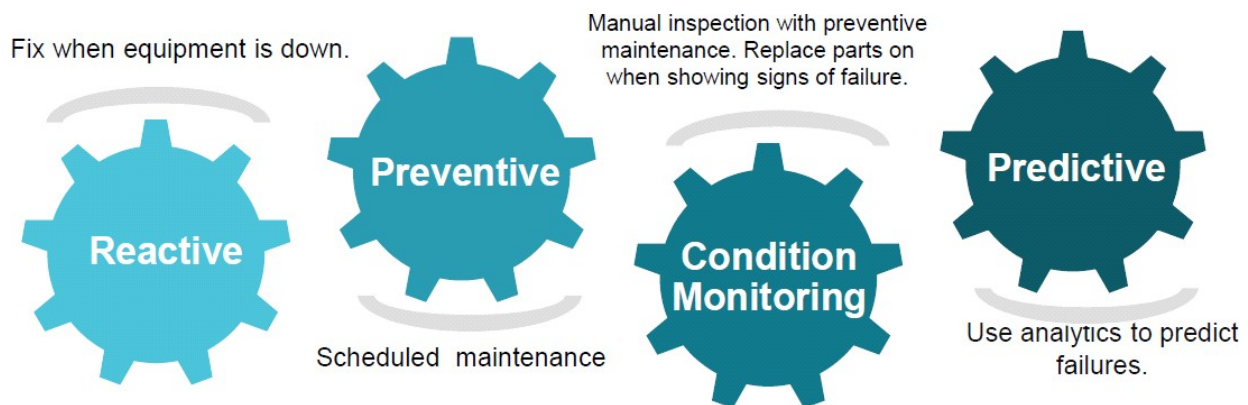 Fix when equipment is down.
Reactive
Preventive
Scheduled maintenance
Manual inspection with preventive
maintenance. Replace parts on
when showing signs of failure.
Condition
Monitoring
Predictive
Use analytics to predict
failures.